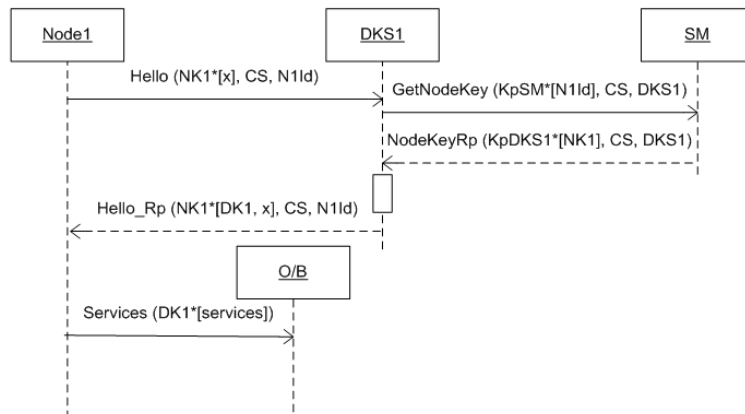 Node1
DKS1
SM
Hello (NK1*[x], CS, N1Id)
GetNodeKey (KpSM*[N1Id], CS, DKS1)
NodeKeyRp (KpDKS1*[NK1], CS, DKS1)
Hello_Rp (NK1*[DK1, x], CS, N1Id)
O/B
Services (DK1*[services])